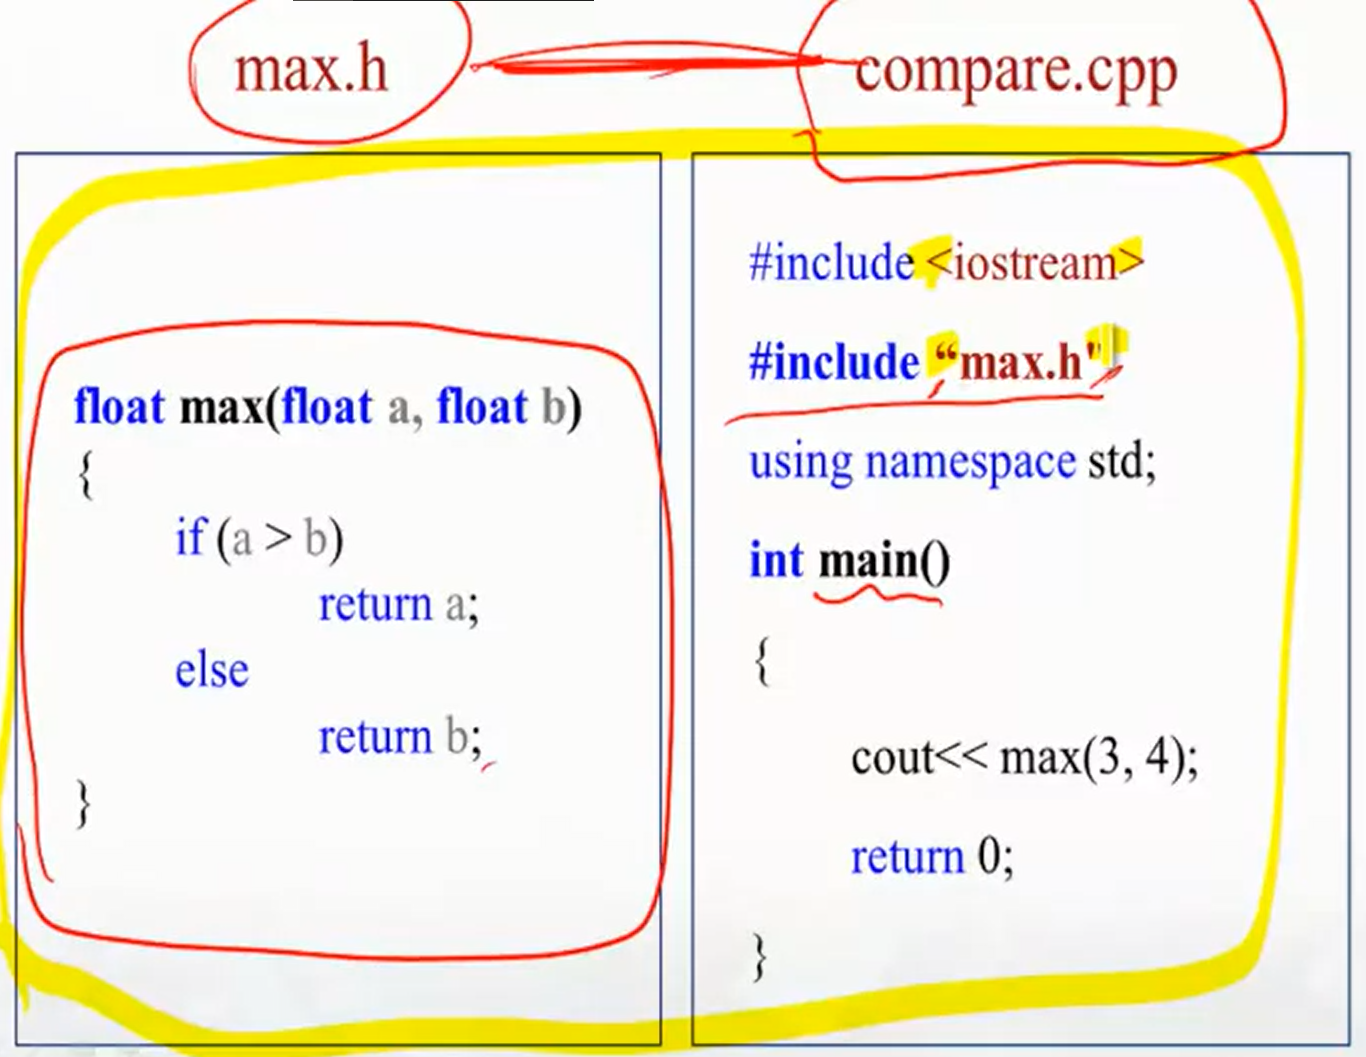 max.h
compare.cpp
float max(float a, float b)
{
if (a > b)
return a;
else
return b;
}
#include <iostream>
#include “max.h"
using namespace std;
int main()
{
cout<< max(3, 4);
return 0;
}